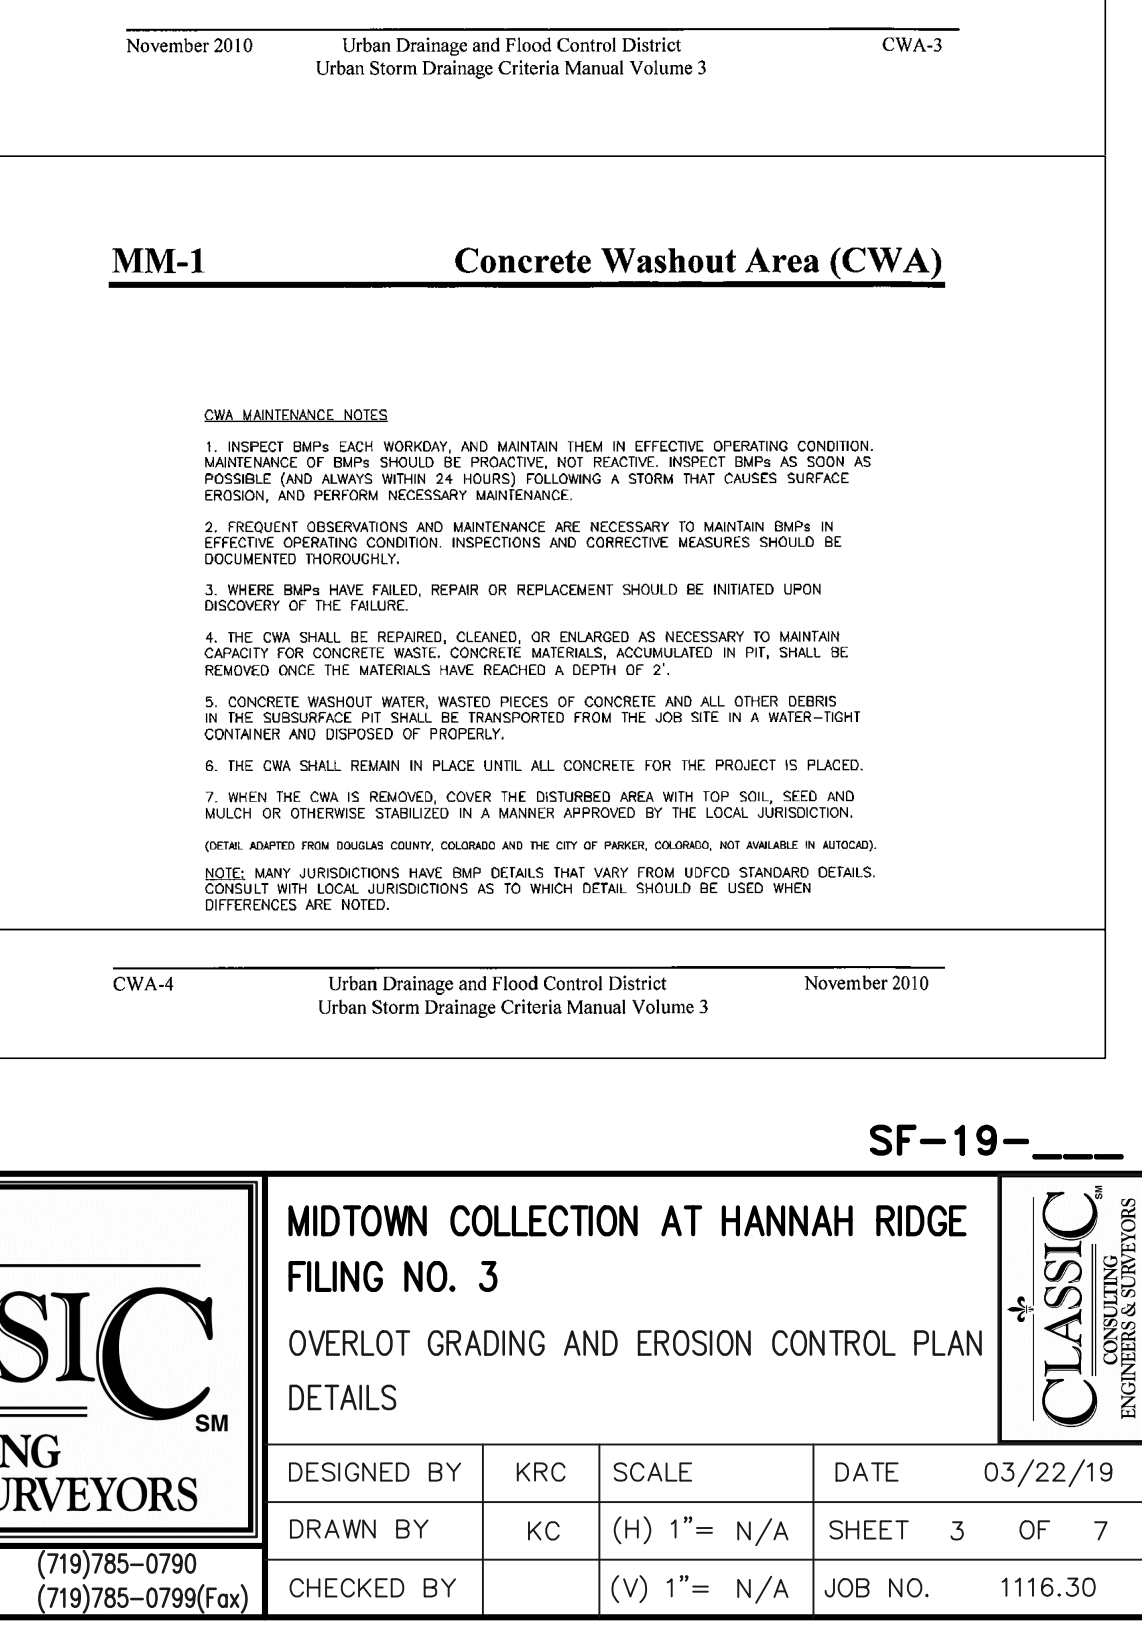 November 2010 Urban Drainage and Flood Control District CWA-3
Urban Storm Drainage Criteria Manual Volume 3
MM-1 Concrete Washout Area (CWA)
CWA MAINTENANCE NOTES
1. INSPECT BMPs EACH WORKDAY, AND MAINTAIN THEM IN EFFECTIVE OPERATING CONDITION.
MAINTENANCE OF BMPs SHOULD BE PROACTIVE, NOT REACTIVE. INSPECT BMPs AS SOON AS
POSSIBLE (AND ALWAYS WITHIN 24 HOURS) FOLLOWING A STORM THAT CAUSES SURFACE
EROSION, AND PERFORM NECESSARY MAINTENANCE.
2. FREQUENT OBSERVATIONS AND MAINTENANCE ARE NECESSARY TO MAINTAIN BMPs IN
EFFECTIVE OPERATING CONDITION. INSPECTIONS AND CORRECTIVE MEASURES SHOULD BE
DOCUMENTED THOROUGHLY.
3. WHERE BMPs HAVE FAILED, REPAIR OR REPLACEMENT SHOULD BE INITIATED UPON
DISCOVERY OF THE FAILURE.
4. THE CWA SHALL BE REPAIRED, CLEANED, OR ENLARGED AS NECESSARY TO MAINTAIN
CAPACITY FOR CONCRETE WASTE. CONCRETE MATERIALS, ACCUMULATED IN PIT, SHALL BE
REMOVED ONCE THE MATERIALS HAVE REACHED A DEPTH OF 2'.
5. CONCRETE WASHOUT WATER, WASTED PIECES OF CONCRETE AND ALL OTHER DEBRIS
IN THE SUBSURFACE PIT SHALL BE TRANSPORTED FROM THE JOB SITE IN A WATER-TIGHT
CONTAINER AND DISPOSED OF PROPERLY.
6. THE CWA SHALL REMAIN IN PLACE UNTIL ALL CONCRETE FOR THE PROJECT IS PLACED.
7. WHEN THE CWA IS REMOVED, COVER THE DISTURBED AREA WITH TOP SOIL, SEED AND
MULCH OR OTHERWISE STABILIZED IN A MANNER APPROVED BY THE LOCAL JURISDICTION.
(DETAIL ADAPTED FROM DOUGLAS COUNTY, COLORADO AND THE CITY OF PARKER, COLORADO, NOT AVAILABLE IN AUTOCAD).
NOTE: MANY JURISDICTIONS HAVE BMP DETAILS THAT VARY FROM UDFCD STANDARD DETAILS.
CONSULT WITH LOCAL JURISDICTIONS AS TO WHICH DETAIL SHOULD BE USED WHEN
DIFFERENCES ARE NOTED.
CWA-4 Urban Drainage and Flood Control District November 2010
Urban Storm Drainage Criteria Manual Volume 3
SF-19-___
SIC
SM
NG
URVEYORS
(719)785-0790
(719)785-0799(Fax)
MIDTOWN COLLECTION AT HANNAH RIDGE
FILING NO. 3
OVERLOT GRADING AND EROSION CONTROL PLAN
DETAILS
CLASSIC SM
CONSULTING
ENGINEERS & SURVEYORS
DESIGNED BY KRC SCALE DATE 03/22/19
DRAWN BY KC (H) 1"= N/A SHEET 3 OF 7
CHECKED BY (V) 1"= N/A JOB NO. 1116.30